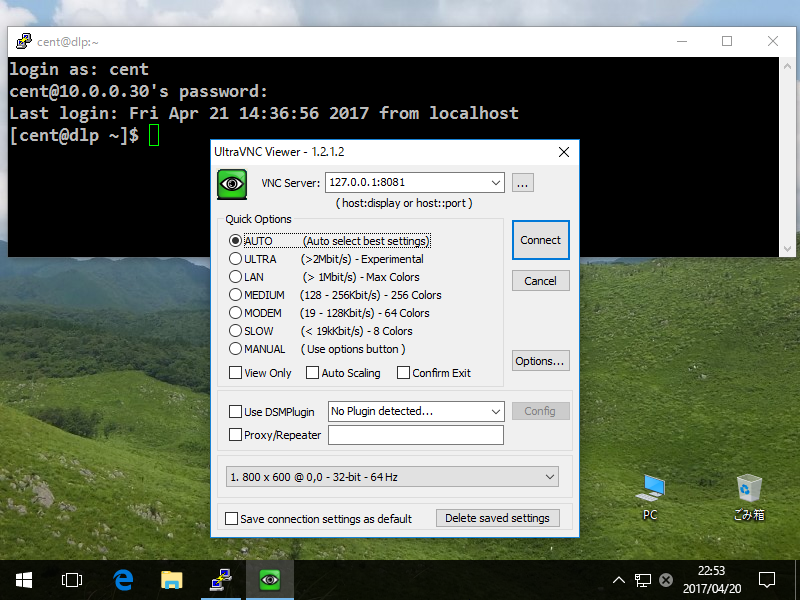 cent@dlp:~
login as: cent
cent@10.0.0.30's password:
Last login: Fri Apr 21 14:36:56 2017 from localhost
[cent@dlp ~]$
UltraVNC Viewer - 1.2.1.2
VNC Server: 127.0.0.1:8081 ...
( host:display or host::port )
Quick Options
AUTO (Auto select best settings)
ULTRA (>2Mbit/s) - Experimental
LAN (> 1Mbit/s) - Max Colors
MEDIUM (128 - 256Kbit/s) - 256 Colors
MODEM (19 - 128Kbit/s) - 64 Colors
SLOW (< 19kKbit/s) - 8 Colors
MANUAL ( Use options button )
View Only Auto Scaling Confirm Exit
Connect
Cancel
Options...
Use DSMPlugin No Plugin detected... Config
Proxy/Repeater
1. 800 x 600 @ 0,0 - 32-bit - 64 Hz
Save connection settings as default Delete saved settings
PC
ごみ箱
22:53
2017/04/20